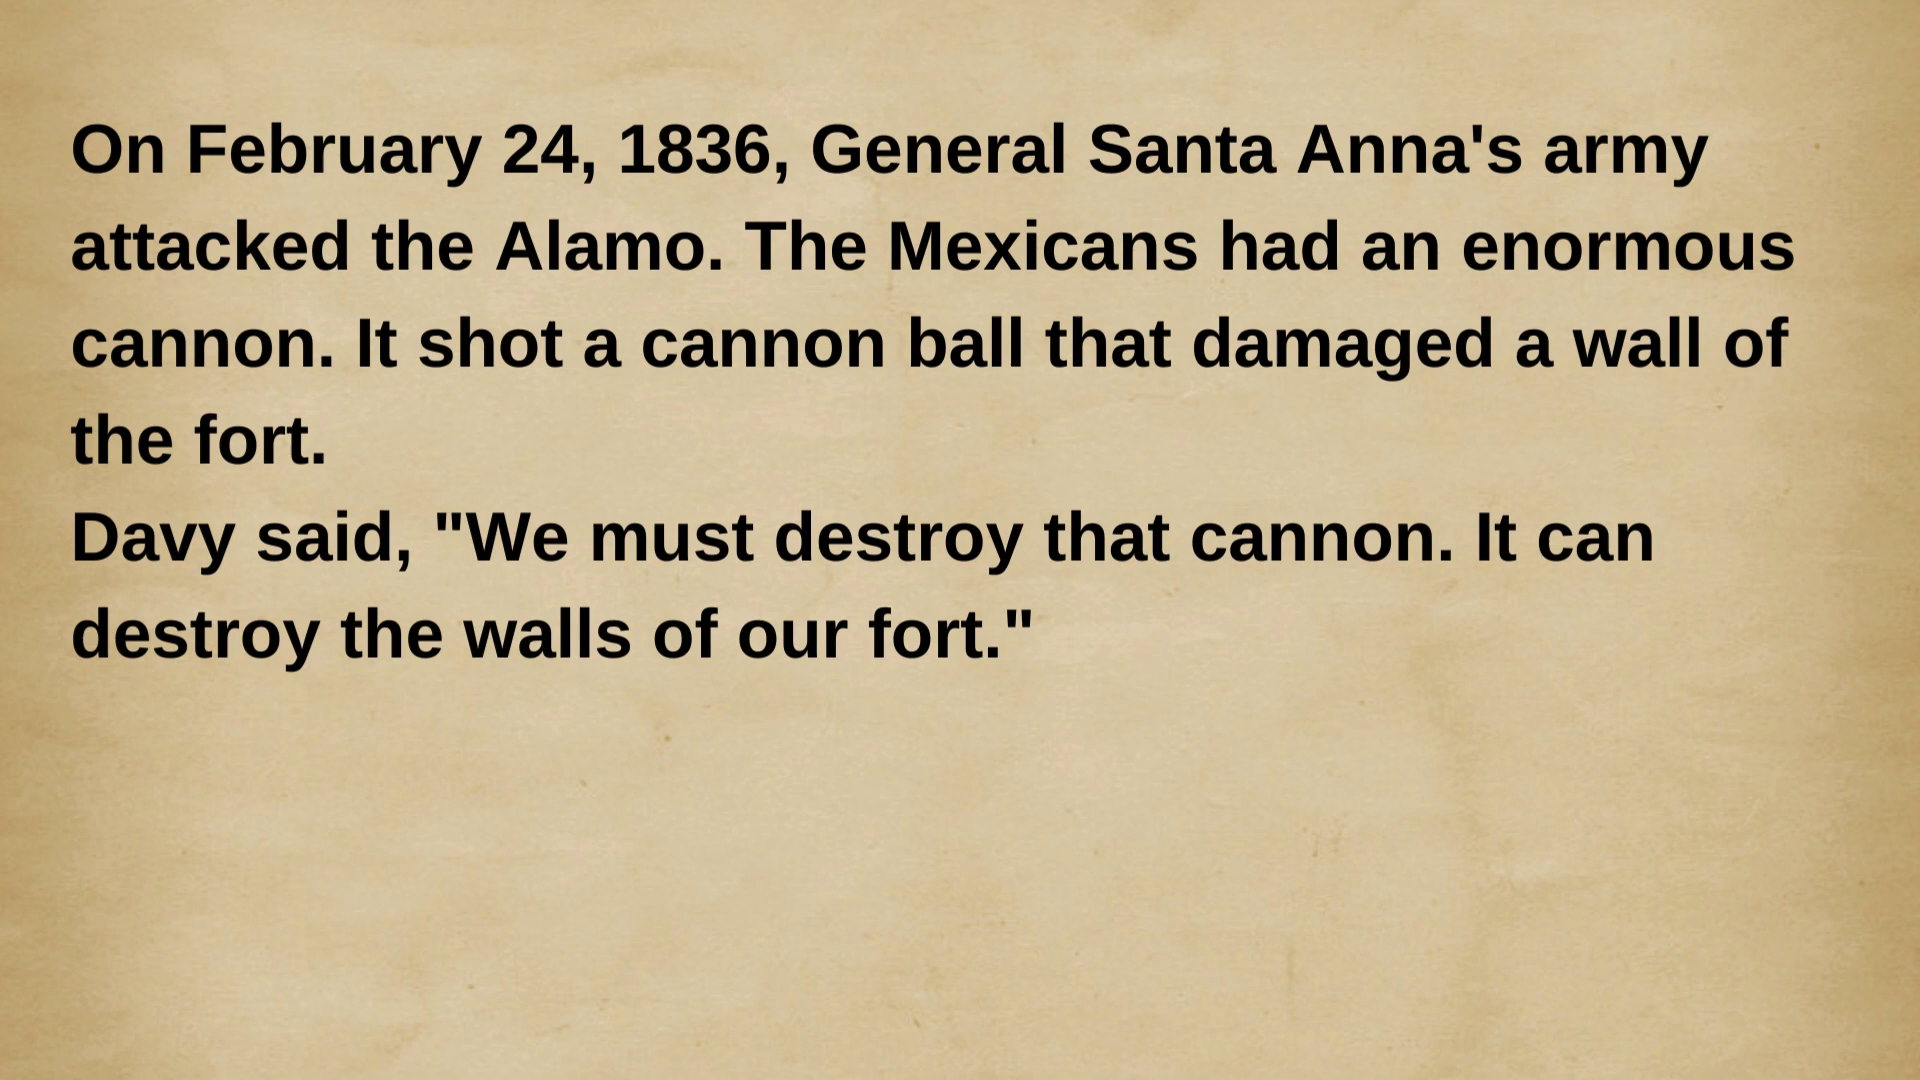 On February 24, 1836, General Santa Anna's army
attacked the Alamo. The Mexicans had an enormous
cannon. It shot a cannon ball that damaged a wall of
the fort.
Davy said, "We must destroy that cannon. It can
destroy the walls of our fort."